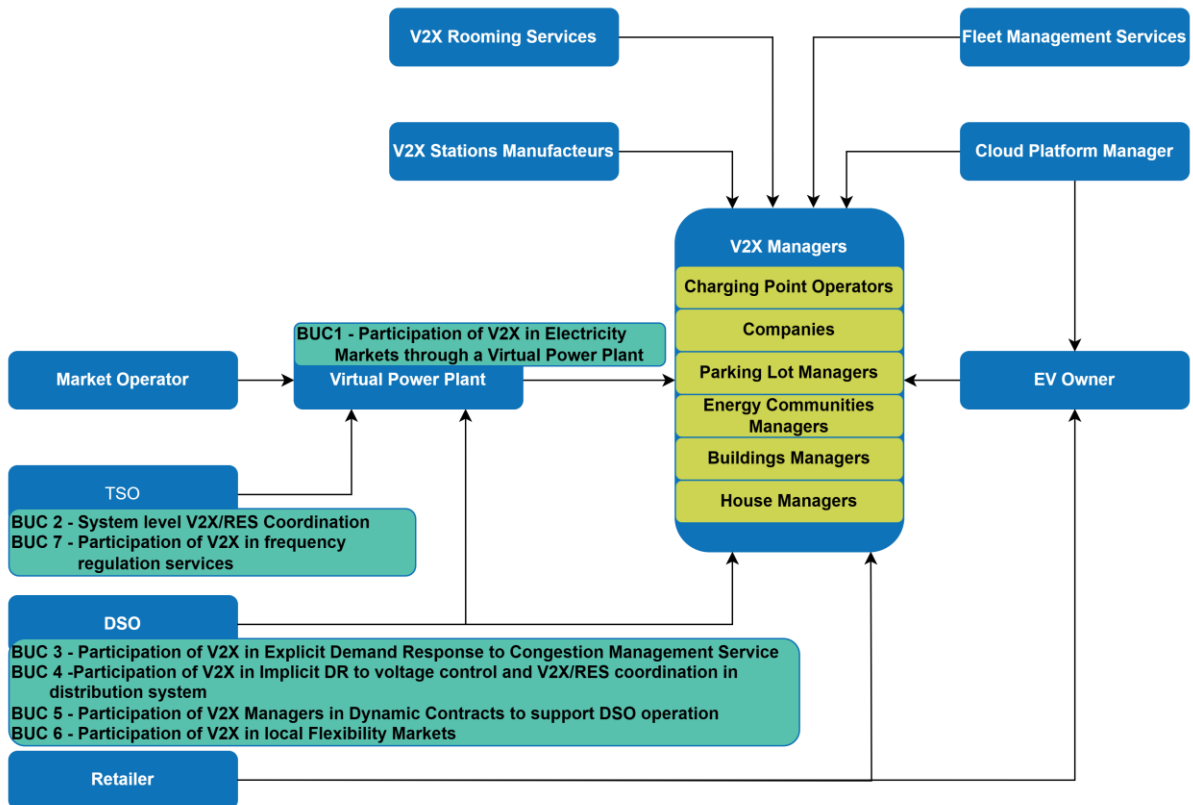 V2X Rooming Services
Fleet Management Services
V2X Stations Manufacteurs
Cloud Platform Manager
V2X Managers
Charging Point Operators
Companies
Parking Lot Managers
Energy Communities
Managers
Buildings Managers
House Managers
BUC1 - Participation of V2X in Electricity
Markets through a Virtual Power Plant
Market Operator
Virtual Power Plant
EV Owner
TSO
BUC 2 - System level V2X/RES Coordination
BUC 7 - Participation of V2X in frequency
regulation services
DSO
BUC 3 - Participation of V2X in Explicit Demand Response to Congestion Management Service
BUC 4 -Participation of V2X in Implicit DR to voltage control and V2X/RES coordination in
distribution system
BUC 5 - Participation of V2X Managers in Dynamic Contracts to support DSO operation
BUC 6 - Participation of V2X in local Flexibility Markets
Retailer